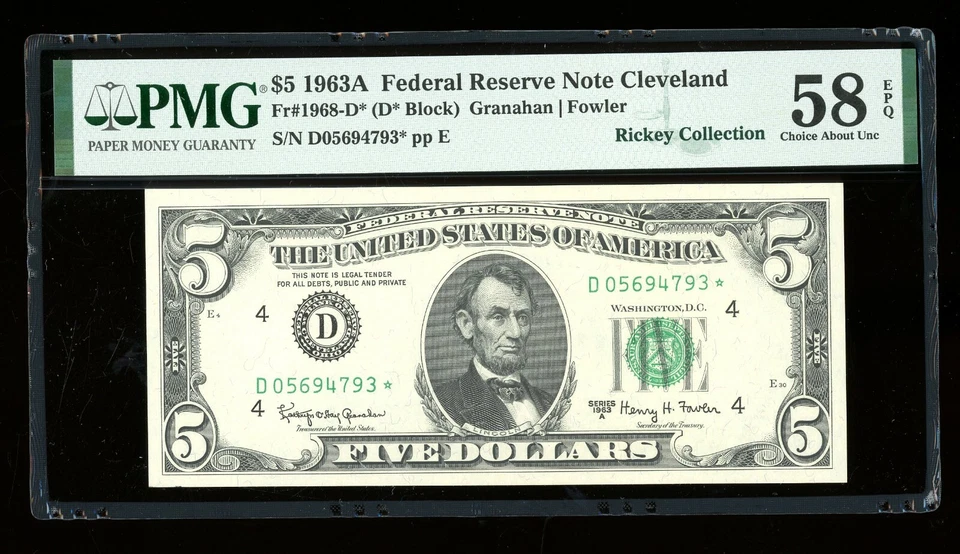 PMG®
PAPER MONEY GUARANTY
$5 1963A Federal Reserve Note Cleveland
Fr#1968-D* (D* Block) Granahan | Fowler
S/N D05694793* pp E
Rickey Collection
58 EPQ
Choice About Unc
FEDERAL RESERVE NOTE
THE UNITED STATES OF AMERICA
5
5
THIS NOTE IS LEGAL TENDER
FOR ALL DEBTS, PUBLIC AND PRIVATE
D 05694793 *
WASHINGTON, D.C.
E4
4
D
4
FIVE
D 05694793 *
E30
4
Kathryn O'Hay Granahan
Treasurer of the United States.
SERIES
1963
A
Henry H. Fowler
Secretary of the Treasury.
4
LINCOLN
5
5
FIVE DOLLARS